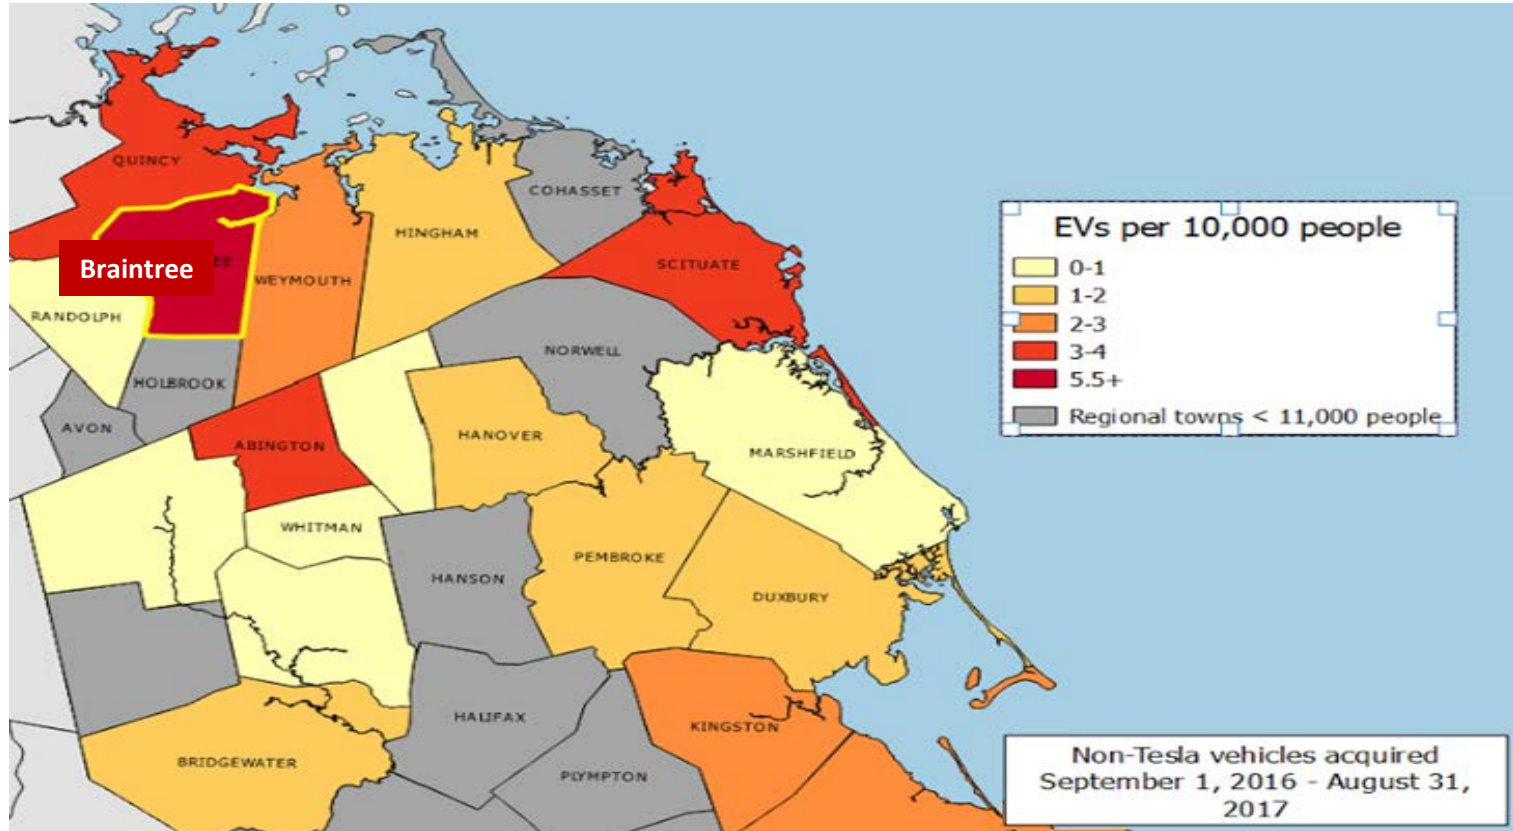 QUINCY
COHASSET
HINGHAM
EVs per 10,000 people
Braintree
EE
SCITUATE
0-1
WEYMOUTH
1-2
RANDOLPH
2-3
NORWELL
3-4
HOLBROOK
5.5+
AVON
Regional towns < 11,000 people
ABINGTON
HANOVER
MARSHFIELD
WHITMAN
PEMBROKE
HANSON
DUXBURY
HALIFAX
KINGSTON
BRIDGEWATER
PLYMPTON
Non-Tesla vehicles acquired
September 1, 2016 - August 31,
2017